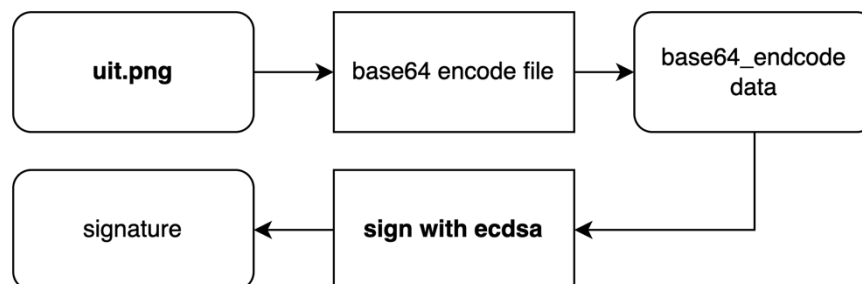 uit.png
base64 encode file
base64_endcode
data
sign with ecdsa
signature